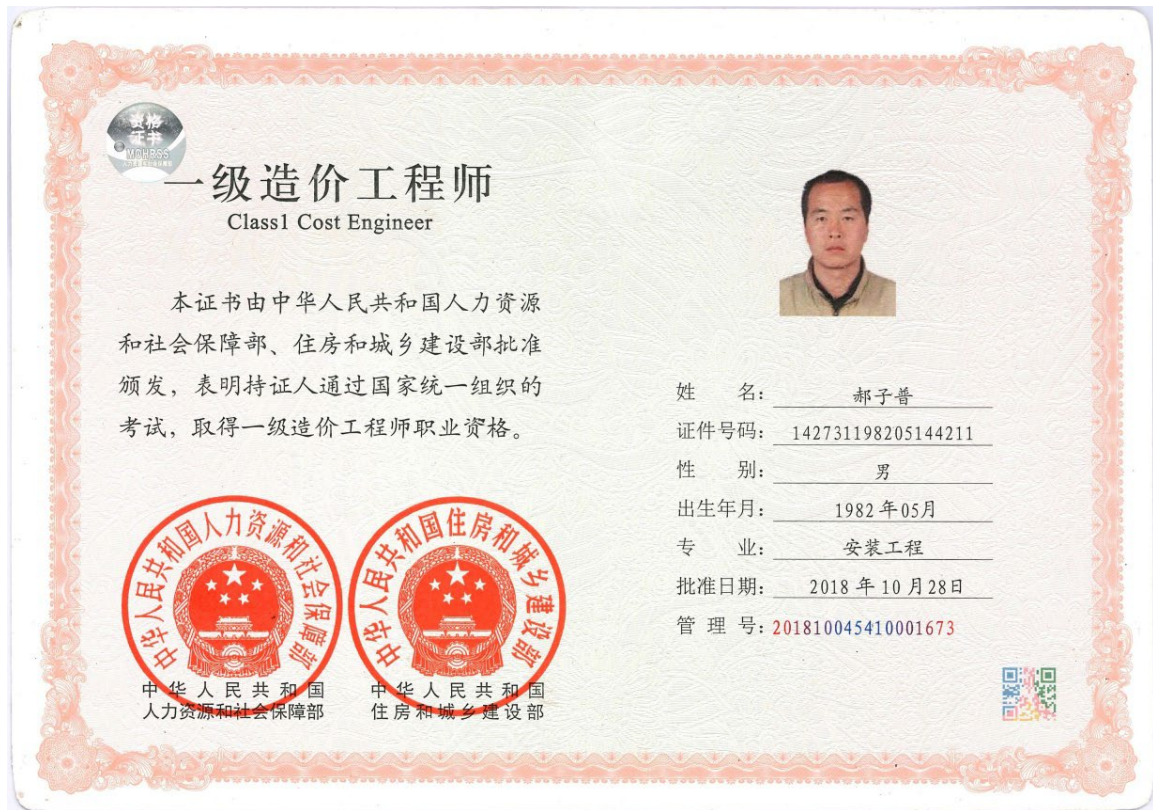 资格
证书
MOHRSS
一级造价工程师
Class1 Cost Engineer
本证书由中华人民共和国人力资源
和社会保障部、住房和城乡建设部批准
颁发，表明持证人通过国家统一组织的
考试，取得一级造价工程师职业资格。
中华人民共和国人力资源和社会保障部
中华人民共和国住房和城乡建设部
中华人民共和国
人力资源和社会保障部
中华人民共和国
住房和城乡建设部
姓名：郝子普
证件号码：142731198205144211
性别：男
出生年月：1982年05月
专业：安装工程
批准日期：2018年10月28日
管理号：201810045410001673